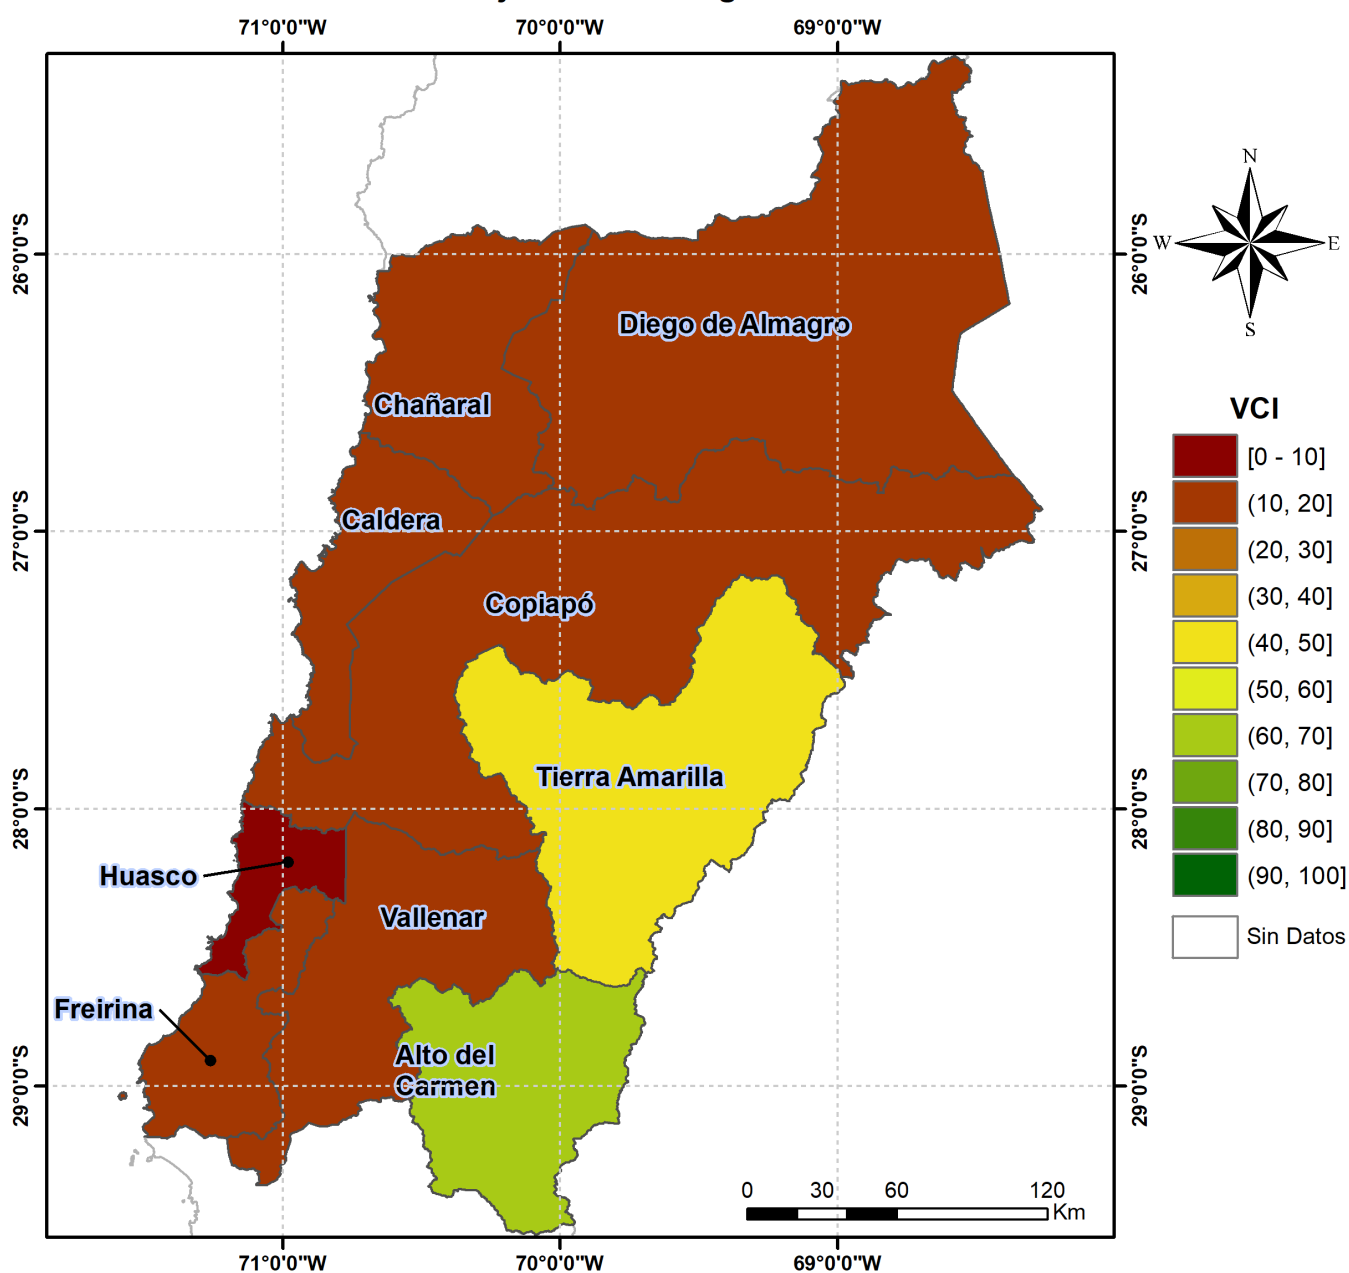 71°0'0"W 70°0'0"W 69°0'0"W
26°0'0"S
27°0'0"S
28°0'0"S
29°0'0"S
Diego de Almagro
Chañaral
Caldera
Copiapó
Tierra Amarilla
Huasco
Vallenar
Freirina
Alto del
Carmen
26°0'0"S
27°0'0"S
28°0'0"S
29°0'0"S
0 30 60 120
Km
71°0'0"W 70°0'0"W 69°0'0"W
N
W E
S
VCI
[0 - 10]
(10, 20]
(20, 30]
(30, 40]
(40, 50]
(50, 60]
(60, 70]
(70, 80]
(80, 90]
(90, 100]
Sin Datos